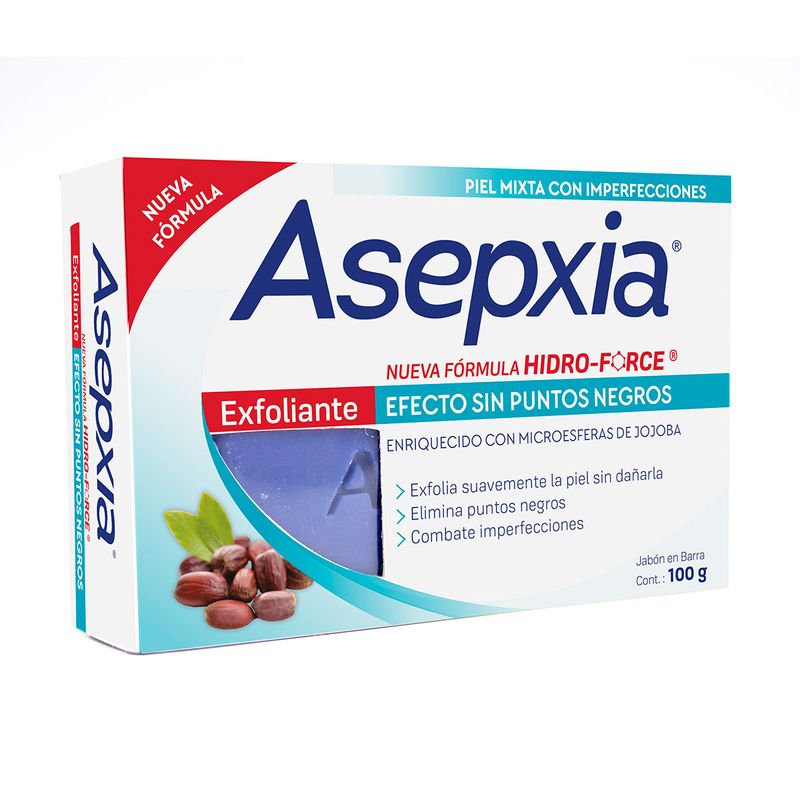 NUEVA
FÓRMULA
PIEL MIXTA CON IMPERFECCIONES
Asepxia®
NUEVA FÓRMULA HIDRO-FORCE®
Exfoliante
EFECTO SIN PUNTOS NEGROS
ENRIQUECIDO CON MICROESFERAS DE JOJOBA
Exfolia suavemente la piel sin dañarla
Elimina puntos negros
Combate imperfecciones
Jabón en Barra
Cont.: 100 g
A
Asepxia®
NUEVA FÓRMULA HIDRO-FORCE®
Exfoliante EFECTO SIN PUNTOS NEGROS